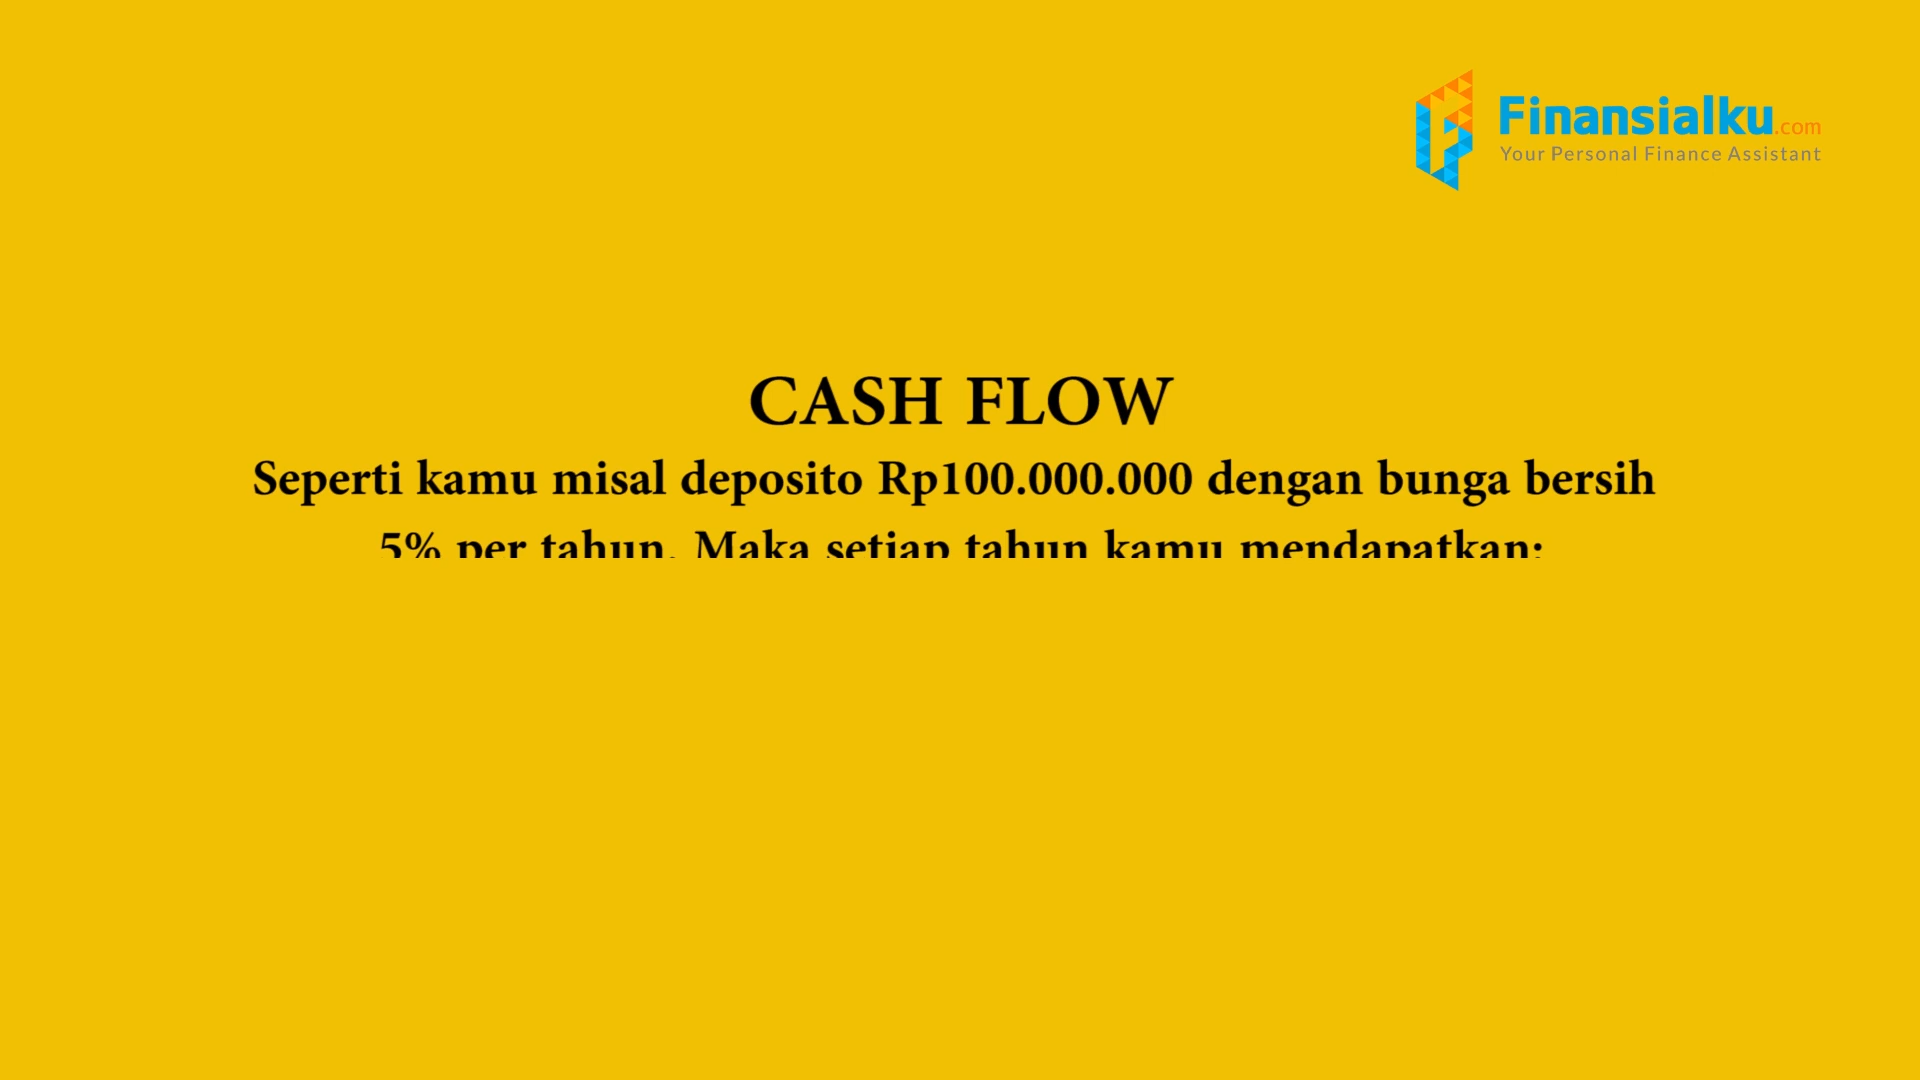 Finansialku.com
Your Personal Finance Assistant
CASH FLOW
Seperti kamu misal deposito Rp100.000.000 dengan bunga bersih
5% per tahun. Maka setiap tahun kamu mendapatkan: